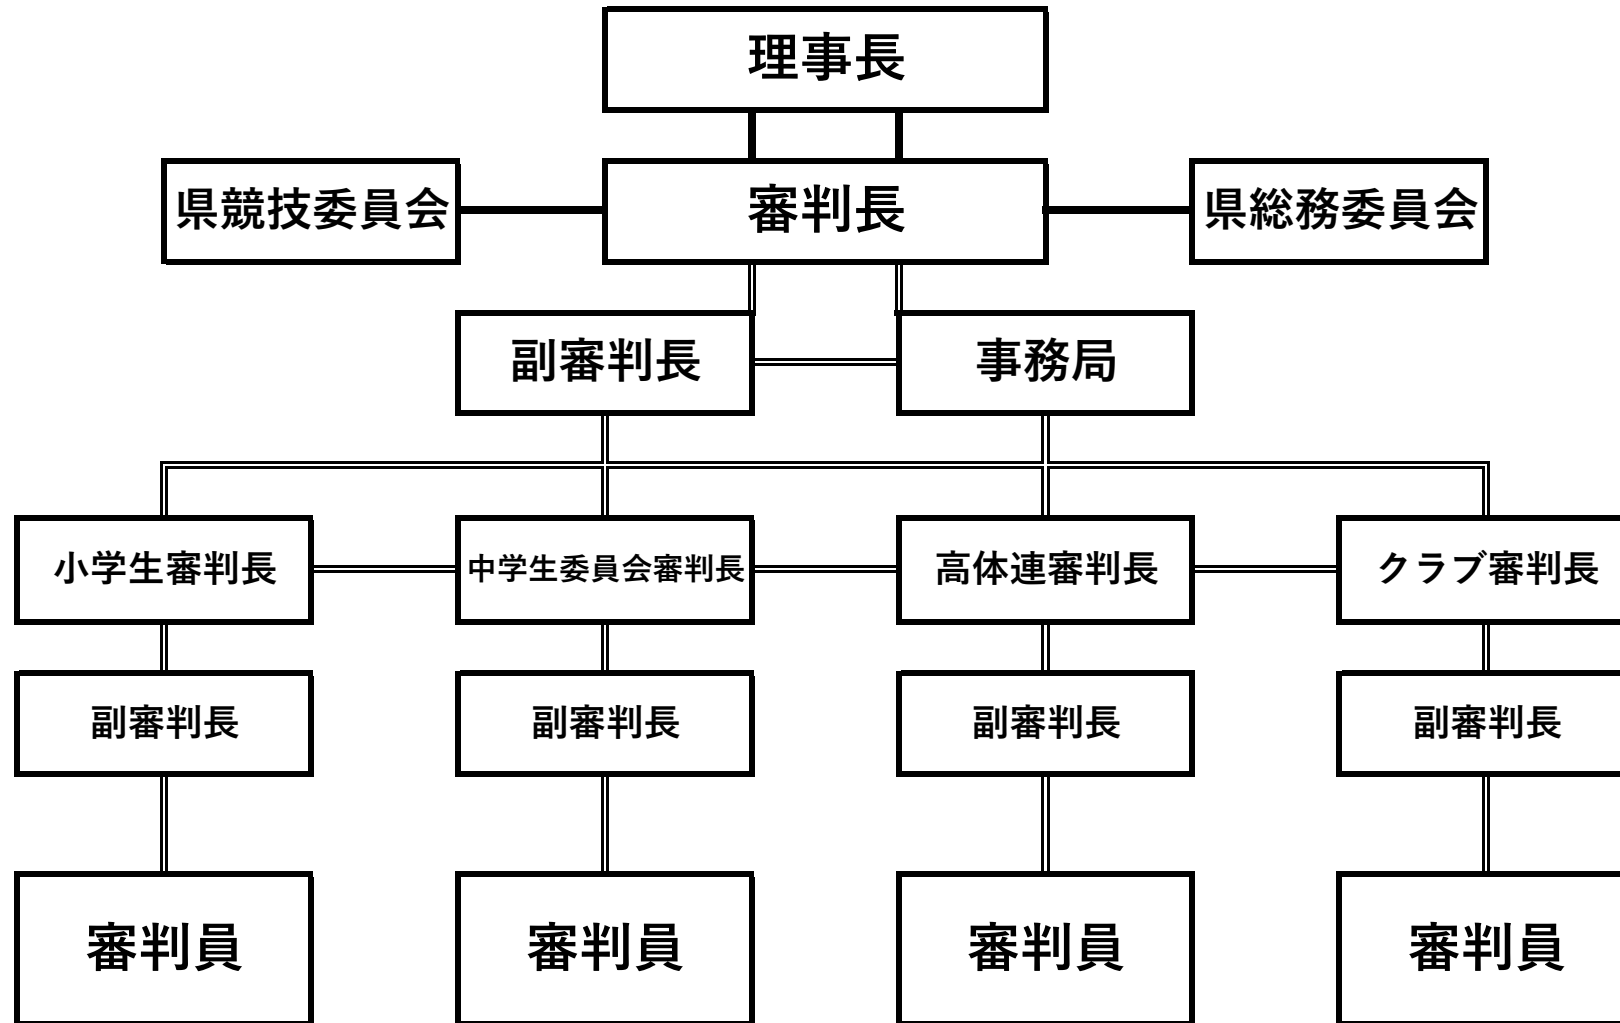 理事長
県競技委員会
審判長
県総務委員会
副審判長
事務局
小学生審判長
中学生委員会審判長
高体連審判長
クラブ審判長
副審判長
副審判長
副審判長
副審判長
審判員
審判員
審判員
審判員